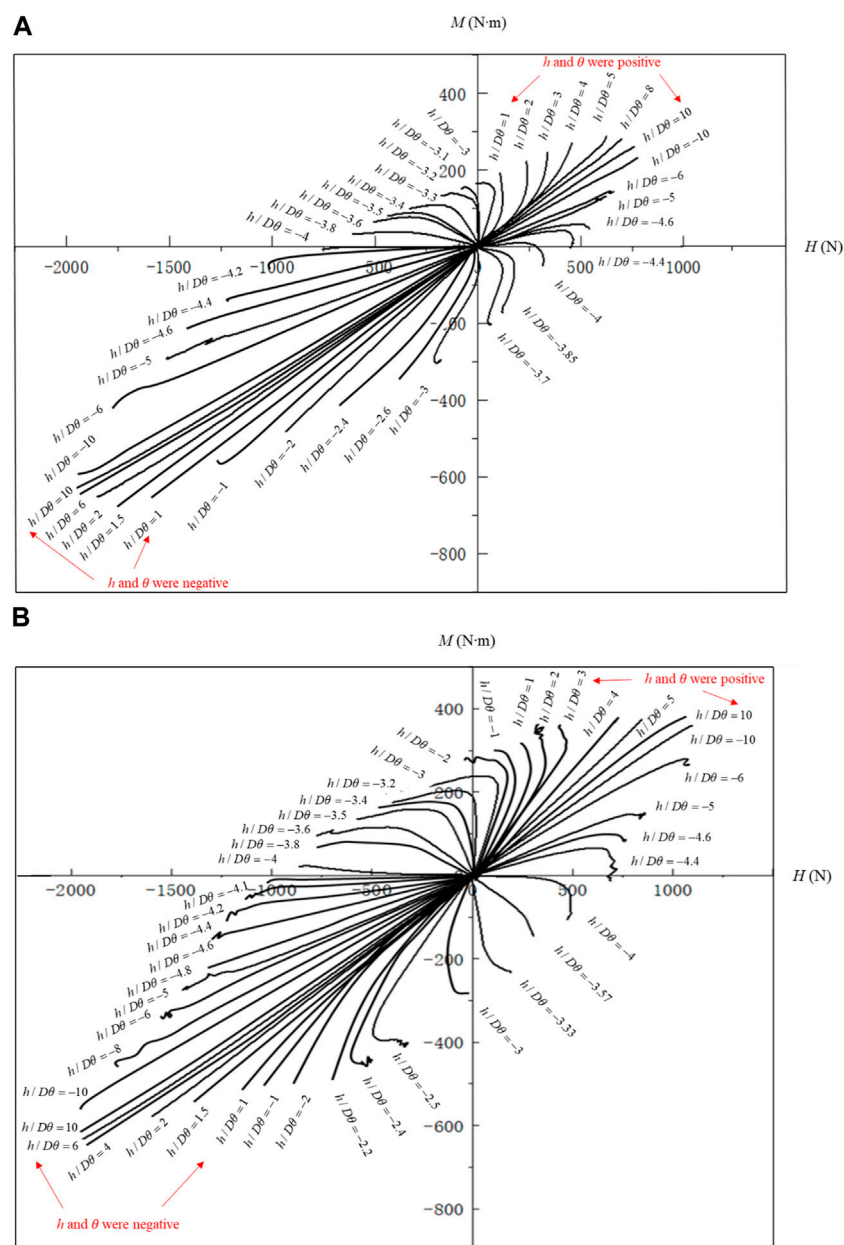 A
M (N·m)
h and θ were positive
400
h / Dθ = 1
h / Dθ = 2
h / Dθ = 3
h / Dθ = 4
h / Dθ = 5
h / Dθ = 8
h / Dθ = 10
h / Dθ = −10
h / Dθ = −3
h / Dθ = −3.1
h / Dθ = −3.2
h / Dθ = −3.3
h / Dθ = −3.4
h / Dθ = −3.5
h / Dθ = −3.6
h / Dθ = −3.8
h / Dθ = −4
200
h / Dθ = −6
h / Dθ = −5
h / Dθ = −4.6
h / Dθ = −4.4
H (N)
−2000
−1500
−1000
−500
0
500
1000
h / Dθ = −4.2
h / Dθ = −4.4
h / Dθ = −4.6
h / Dθ = −5
h / Dθ = −6
h / Dθ = −10
h / Dθ = −4
h / Dθ = −3.85
h / Dθ = −3.7
h / Dθ = −3
h / Dθ = −2.6
h / Dθ = −2.4
h / Dθ = −2
h / Dθ = −1
−400
h / Dθ = 10
h / Dθ = 6
h / Dθ = 2
h / Dθ = 1.5
h / Dθ = 1
−600
−800
h and θ were negative
B
M (N·m)
h and θ were positive
400
h / Dθ = −1
h / Dθ = 1
h / Dθ = 2
h / Dθ = 3
h / Dθ = 4
h / Dθ = 5
h / Dθ = 10
h / Dθ = −10
h / Dθ = −6
h / Dθ = −5
h / Dθ = −4.6
h / Dθ = −4.4
h / Dθ = −2
h / Dθ = −3
h / Dθ = −3.2
h / Dθ = −3.4
h / Dθ = −3.5
h / Dθ = −3.6
h / Dθ = −3.8
h / Dθ = −4
200
H (N)
−2000
−1500
−1000
−500
0
500
1000
h / Dθ = −4.1
h / Dθ = −4.2
h / Dθ = −4.4
h / Dθ = −4.6
h / Dθ = −4.8
h / Dθ = −5
h / Dθ = −6
h / Dθ = −8
h / Dθ = −10
h / Dθ = −4
h / Dθ = −3.57
h / Dθ = −3.33
h / Dθ = −3
−200
−400
h / Dθ = −2.5
h / Dθ = −2.4
h / Dθ = −2.2
h / Dθ = −2
h / Dθ = −1
h / Dθ = 1
h / Dθ = 1.5
h / Dθ = 2
h / Dθ = 4
h / Dθ = 6
h / Dθ = 10
−600
−800
h and θ were negative